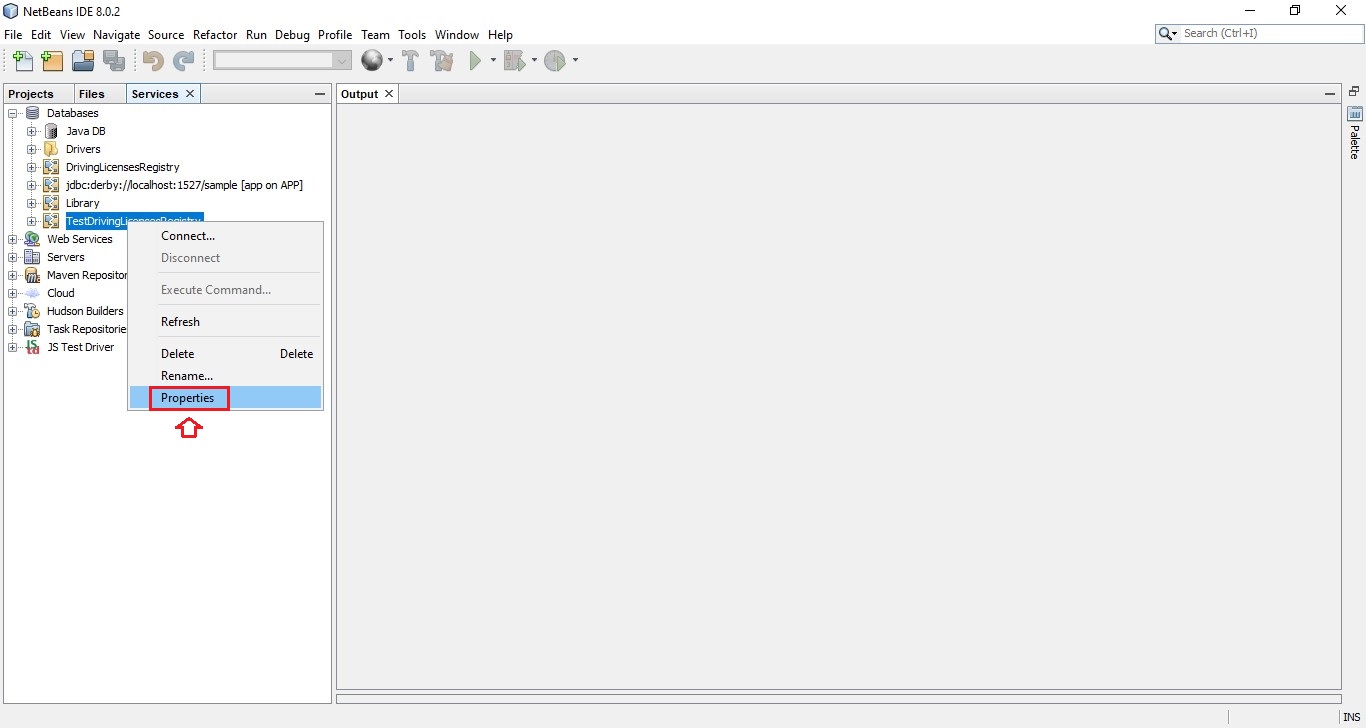 NetBeans IDE 8.0.2
File Edit View Navigate Source Refactor Run Debug Profile Team Tools Window Help
Search (Ctrl+I)
Projects Files Services
Output
Databases
Java DB
Drivers
DrivingLicensesRegistry
jdbc:derby://localhost:1527/sample [app on APP]
Library
TestDrivingLicensesRegistry
Web Services
Servers
Maven Repositor
Cloud
Hudson Builders
Task Repositorie
JS Test Driver
Connect...
Disconnect
Execute Command...
Refresh
Delete Delete
Rename...
Properties
Palette
INS